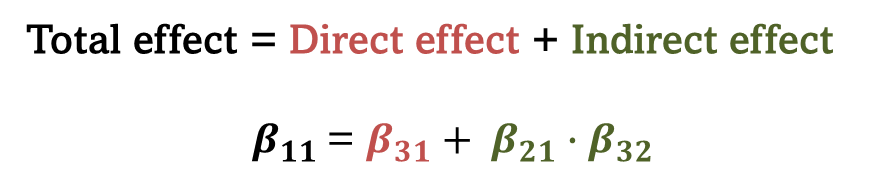 Total effect = Direct effect + Indirect effect
β₁₁ = β₃₁ + β₂₁ · β₃₂